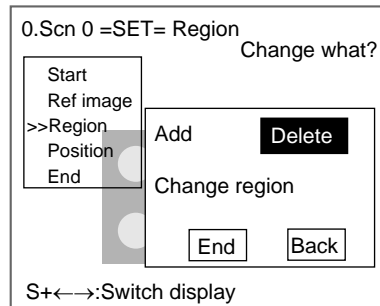 0.Scn 0 =SET= Region
Change what?
Start
Ref image
>>Region
Position
End
Add Delete
Change region
End Back
S+←→:Switch display